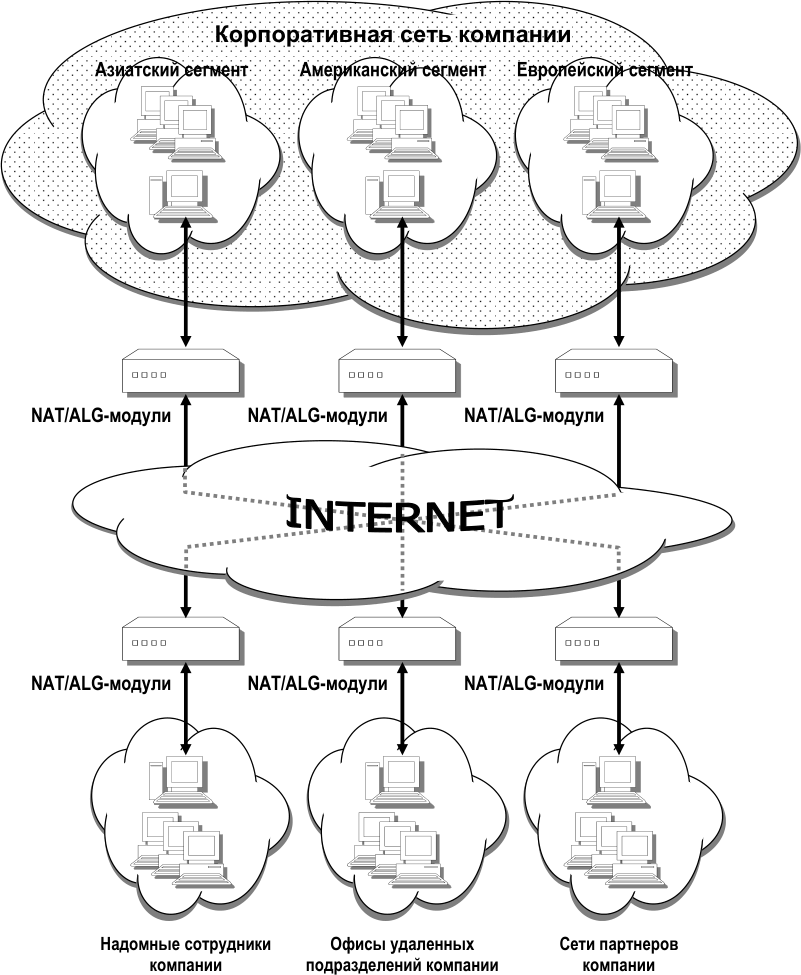 Корпоративная сеть компании
Азиатский сегмент
Американский сегмент
Европейский сегмент
NAT/ALG-модули
NAT/ALG-модули
NAT/ALG-модули
INTERNET
NAT/ALG-модули
NAT/ALG-модули
NAT/ALG-модули
Надомные сотрудники
компании
Офисы удаленных
подразделений компании
Сети партнеров
компании